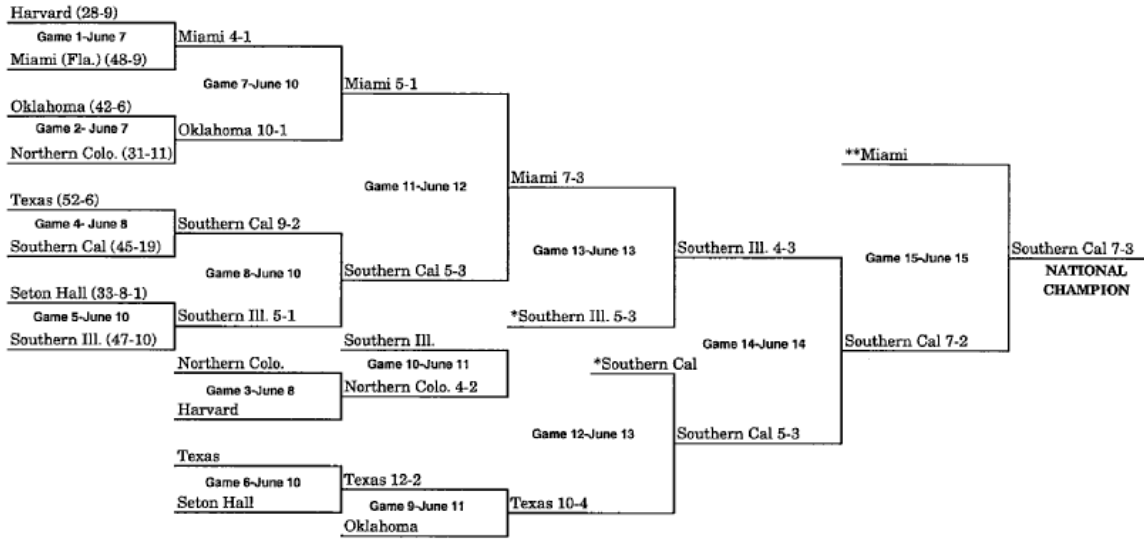 Harvard (28-9)
Game 1-June 7
Miami (Fla.) (48-9)
Miami 4-1
Game 7-June 10
Oklahoma (42-6)
Game 2- June 7
Northern Colo. (31-11)
Oklahoma 10-1
Miami 5-1
Game 11-June 12
Texas (52-6)
Game 4- June 8
Southern Cal (45-19)
Southern Cal 9-2
Game 8-June 10
Seton Hall (33-8-1)
Game 5-June 10
Southern Ill. (47-10)
Southern Ill. 5-1
Southern Cal 5-3
Miami 7-3
Game 13-June 13
*Southern Ill. 5-3
Northern Colo.
Game 3-June 8
Harvard
Southern Ill.
Game 10-June 11
Northern Colo. 4-2
Southern Ill. 4-3
Game 14-June 14
*Southern Cal
Game 12-June 13
Texas
Game 6-June 10
Seton Hall
Texas 12-2
Game 9-June 11
Oklahoma
Texas 10-4
Southern Cal 5-3
**Miami
Game 15-June 15
Southern Cal 7-2
Southern Cal 7-3
NATIONAL
CHAMPION